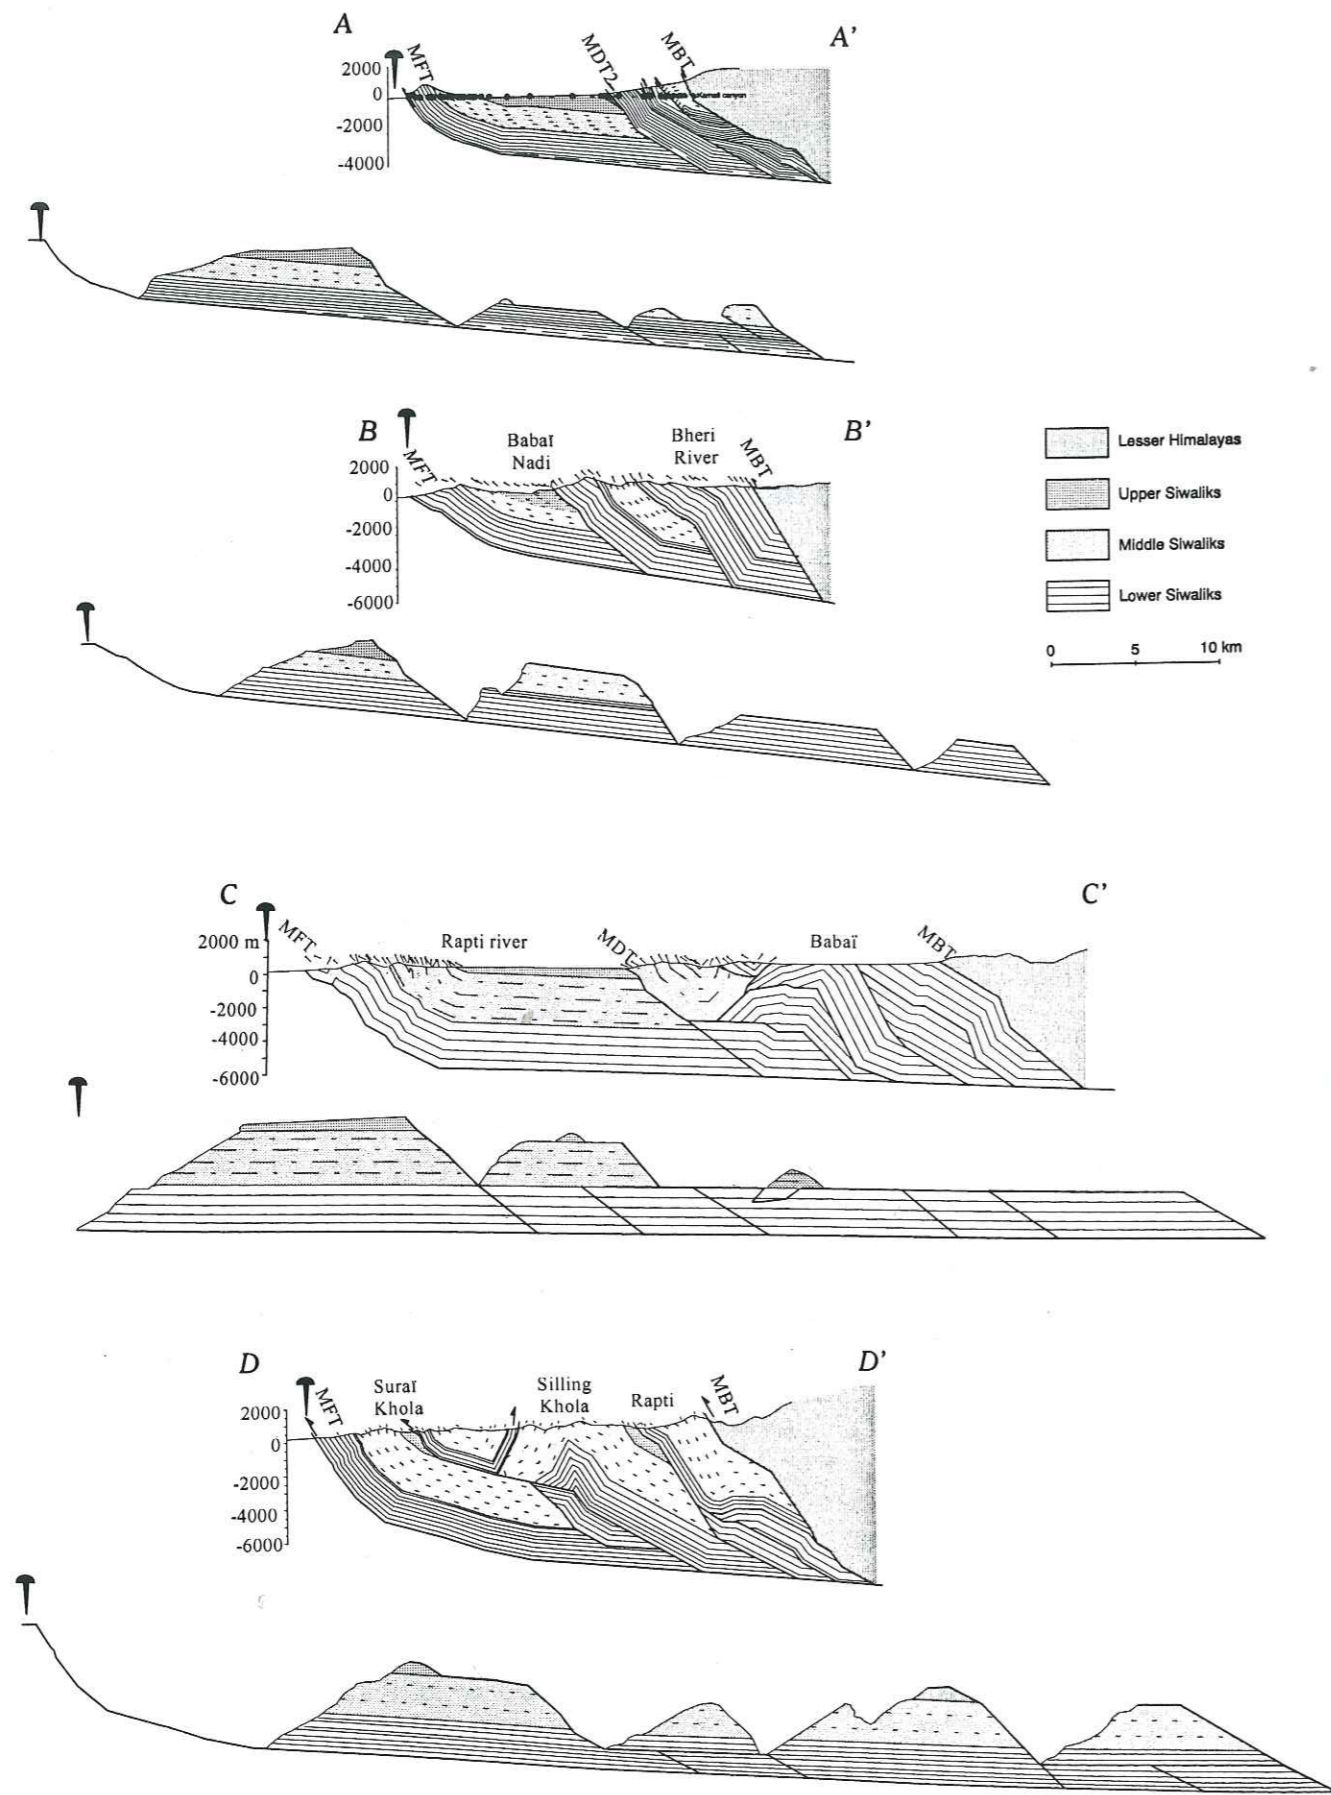 A
A'
MFT
MDT2
MBT
2000
0
-2000
-4000
Karnali canyon
B
B'
Babaï
Nadi
Bheri
River
MFT
MBT
2000
0
-2000
-4000
-6000
Lesser Himalayas
Upper Siwaliks
Middle Siwaliks
Lower Siwaliks
0 5 10 km
C
C'
MFT
Rapti river
MDT
Babaï
MBT
2000 m
0
-2000
-4000
-6000
D
D'
MFT
Suraï
Khola
Silling
Khola
Rapti
MBT
2000
0
-2000
-4000
-6000